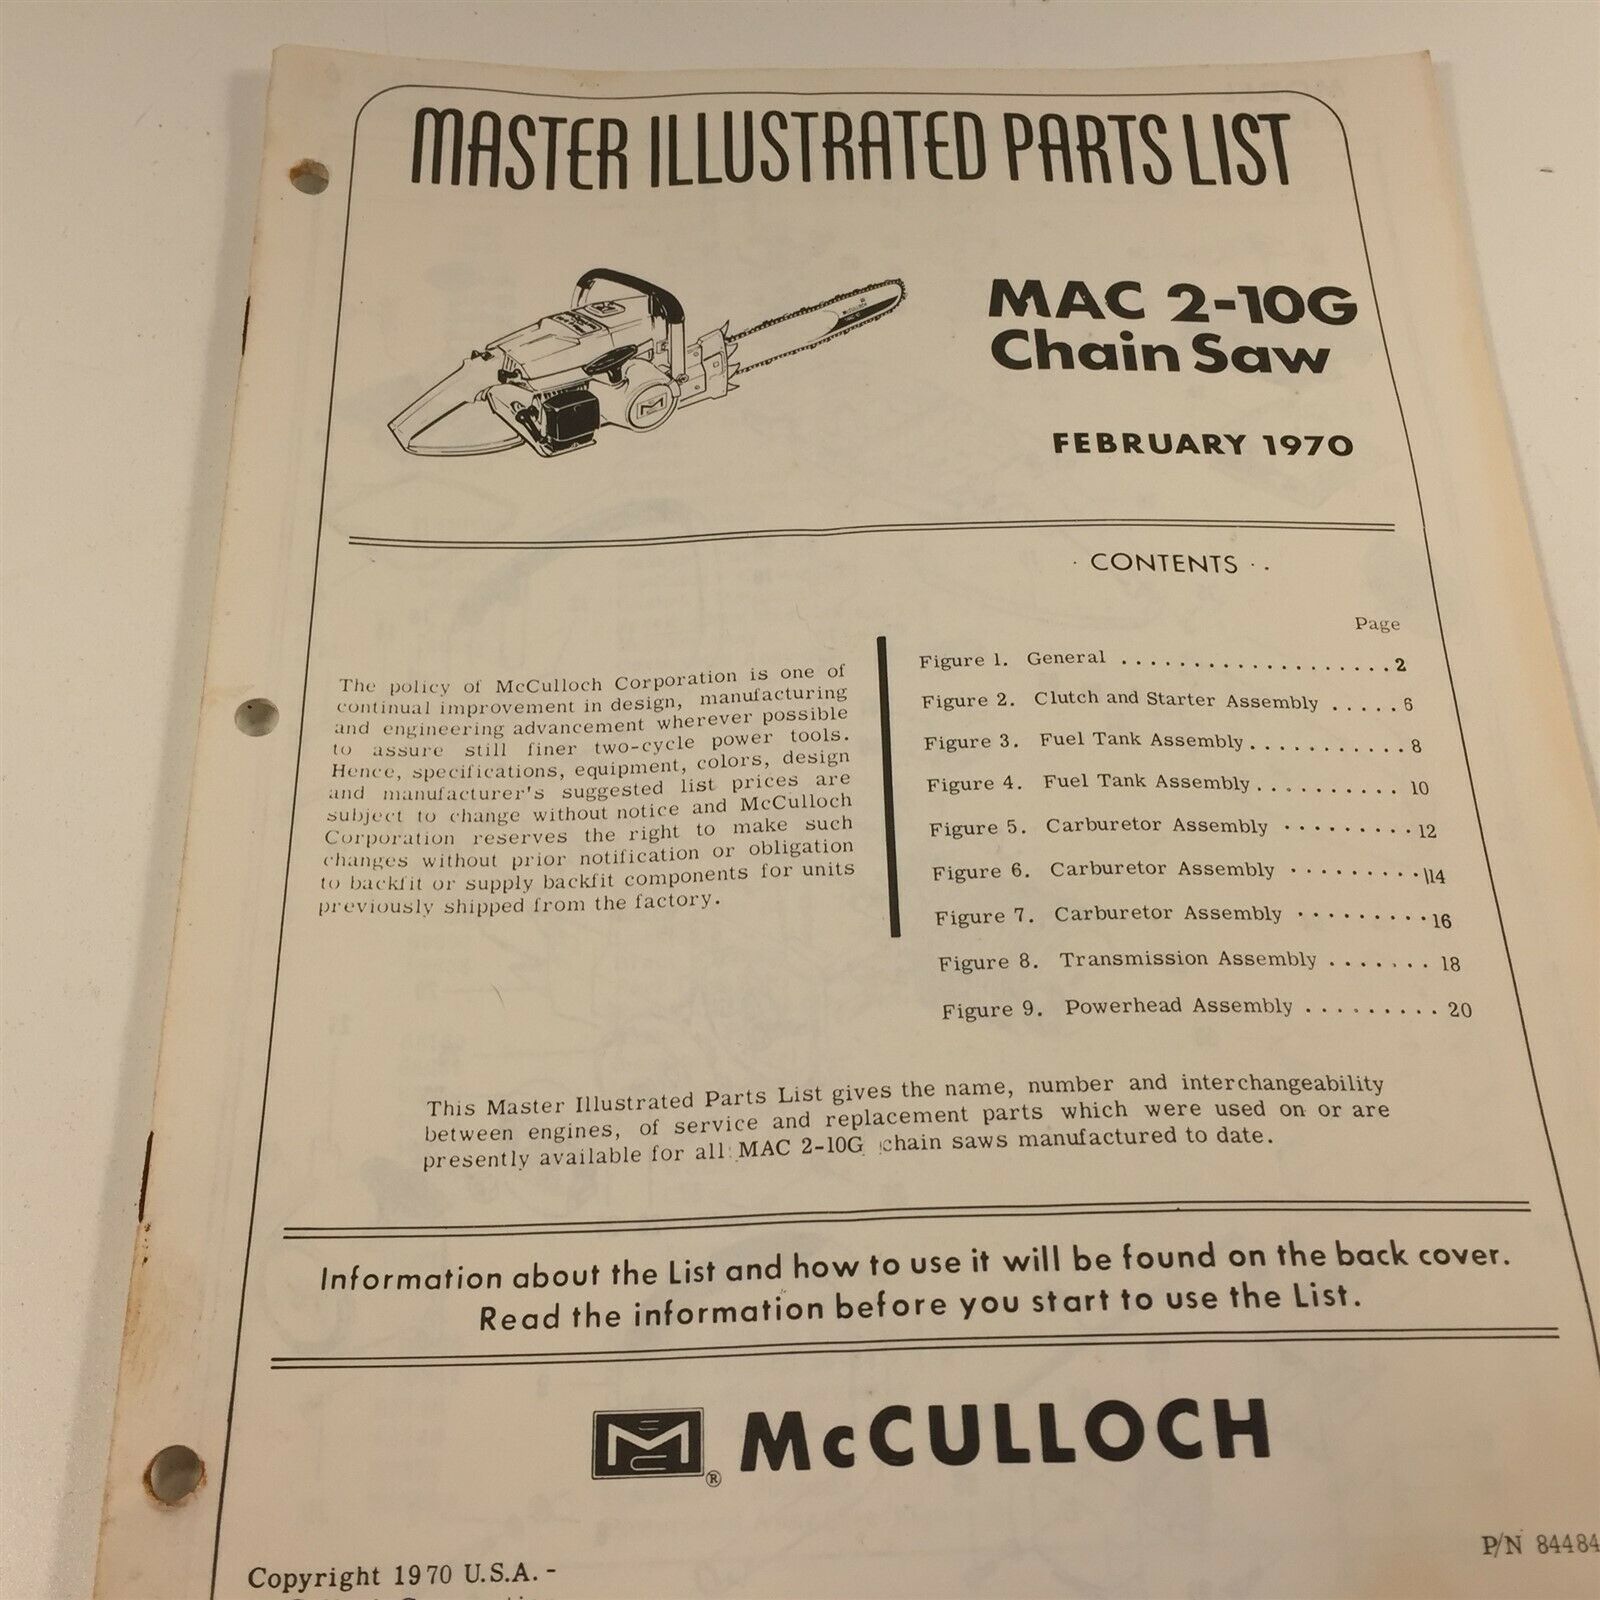 MASTER ILLUSTRATED PARTS LIST
MAC 2-10G
Chain Saw
FEBRUARY 1970
The policy of McCulloch Corporation is one of
continual improvement in design, manufacturing
and engineering advancement wherever possible
to assure still finer two-cycle power tools.
Hence, specifications, equipment, colors, design
and manufacturer's suggested list prices are
subject to change without notice and McCulloch
Corporation reserves the right to make such
changes without prior notification or obligation
to backfit or supply backfit components for units
previously shipped from the factory.
CONTENTS
Page
Figure 1. General . . . . . . . . . . . . . . . . . . . 2
Figure 2. Clutch and Starter Assembly . . . . . 6
Figure 3. Fuel Tank Assembly . . . . . . . . . . . 8
Figure 4. Fuel Tank Assembly . . . . . . . . . . 10
Figure 5. Carburetor Assembly . . . . . . . . . 12
Figure 6. Carburetor Assembly . . . . . . . . . 14
Figure 7. Carburetor Assembly . . . . . . . . . 16
Figure 8. Transmission Assembly . . . . . . . 18
Figure 9. Powerhead Assembly . . . . . . . . . 20
This Master Illustrated Parts List gives the name, number and interchangeability
between engines, of service and replacement parts which were used on or are
presently available for all MAC 2-10G chain saws manufactured to date.
Information about the List and how to use it will be found on the back cover.
Read the information before you start to use the List.
M ® McCULLOCH
P/N 84484
Copyright 1970 U.S.A. -